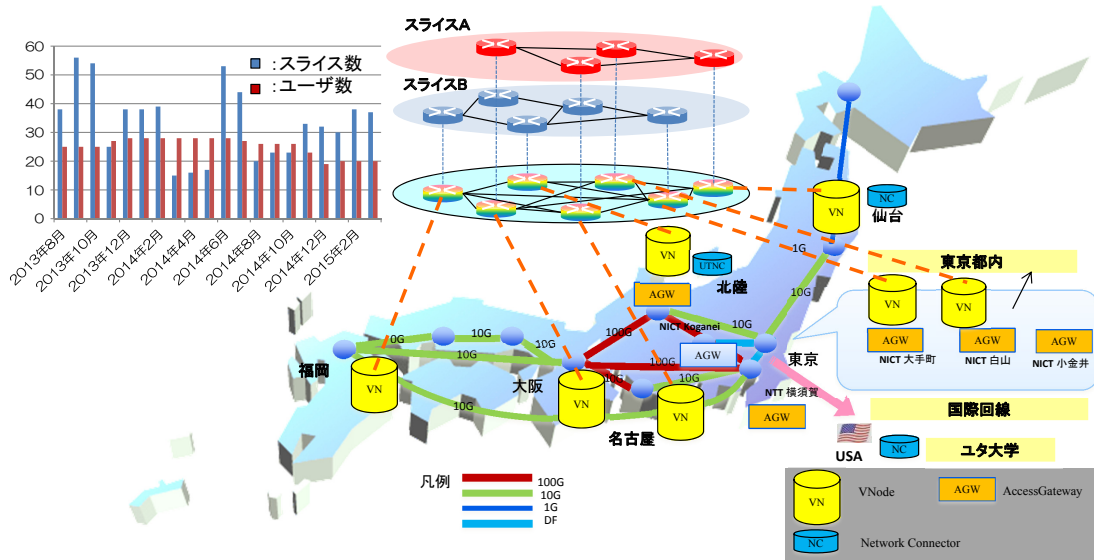 スライスA
スライスB
60
50
40
30
20
10
0
：スライス数
：ユーザ数
2013年8月
2013年10月
2013年12月
2014年2月
2014年4月
2014年6月
2014年8月
2014年10月
2014年12月
2015年2月
VN
NC
仙台
1G
VN
UTNC
北陸
AGW
NICT Koganei
東京都内
VN
VN
AGW
AGW
AGW
NICT 大手町
NICT 白山
NICT 小金井
100G
10G
10G
0G
10G
10G
AGW
東京
100G
10G
10G
福岡
大阪
VN
VN
VN
10G
名古屋
NTT 横須賀
AGW
国際回線
USA
NC
ユタ大学
凡例
100G
10G
1G
DF
VN
VNode
AGW
AccessGateway
NC
Network Connector